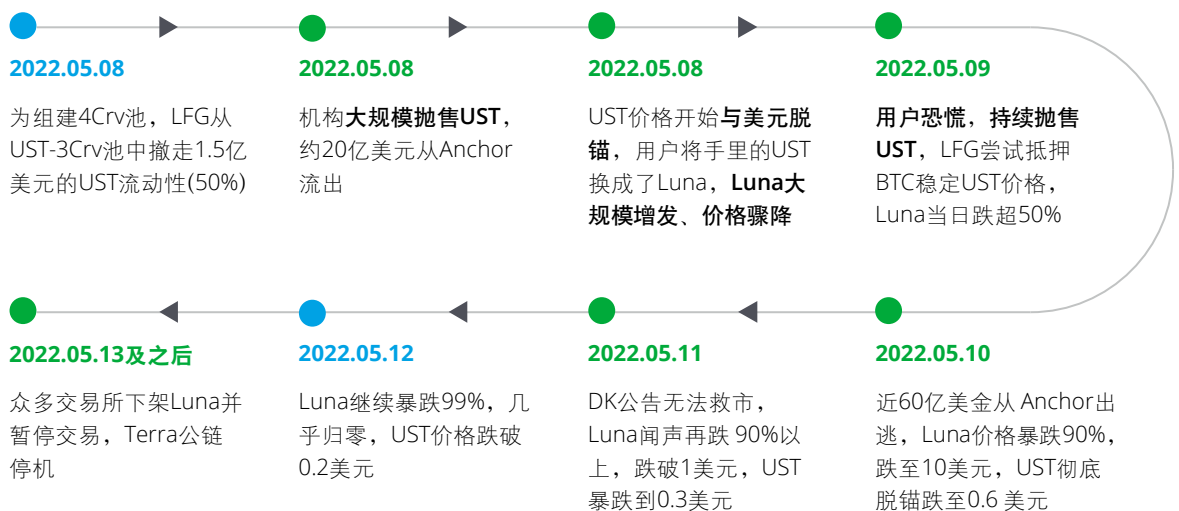 2022.05.08
为组建4Crv池，LFG从
UST-3Crv池中撤走1.5亿
美元的UST流动性(50%)
2022.05.08
机构大规模抛售UST，
约20亿美元从Anchor
流出
2022.05.08
UST价格开始与美元脱
锚，用户将手里的UST
换成了Luna，Luna大
规模增发、价格骤降
2022.05.09
用户恐慌，持续抛售
UST，LFG尝试抵押
BTC稳定UST价格，
Luna当日跌超50%
2022.05.10
近60亿美金从 Anchor出
逃，Luna价格暴跌90%，
跌至10美元，UST彻底
脱锚跌至0.6 美元
2022.05.11
DK公告无法救市，
Luna闻声再跌 90%以
上，跌破1美元，UST
暴跌到0.3美元
2022.05.12
Luna继续暴跌99%，几
乎归零，UST价格跌破
0.2美元
2022.05.13及之后
众多交易所下架Luna并
暂停交易，Terra公链
停机